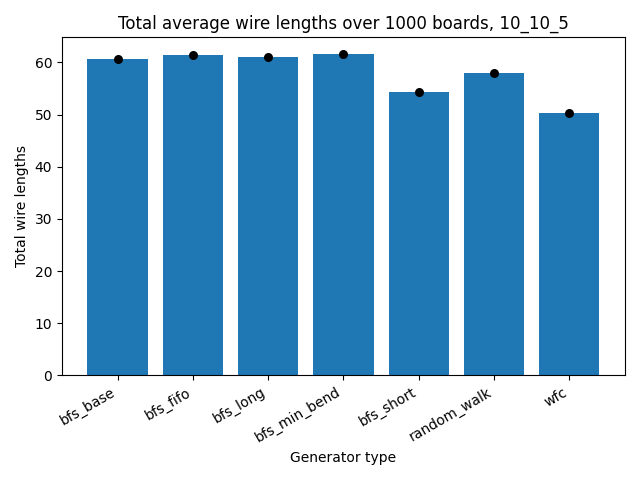 Total average wire lengths over 1000 boards, 10_10_5
Total wire lengths
60
50
40
30
20
10
0
bfs_base
bfs_fifo
bfs_long
bfs_min_bend
bfs_short
random_walk
wfc
Generator type